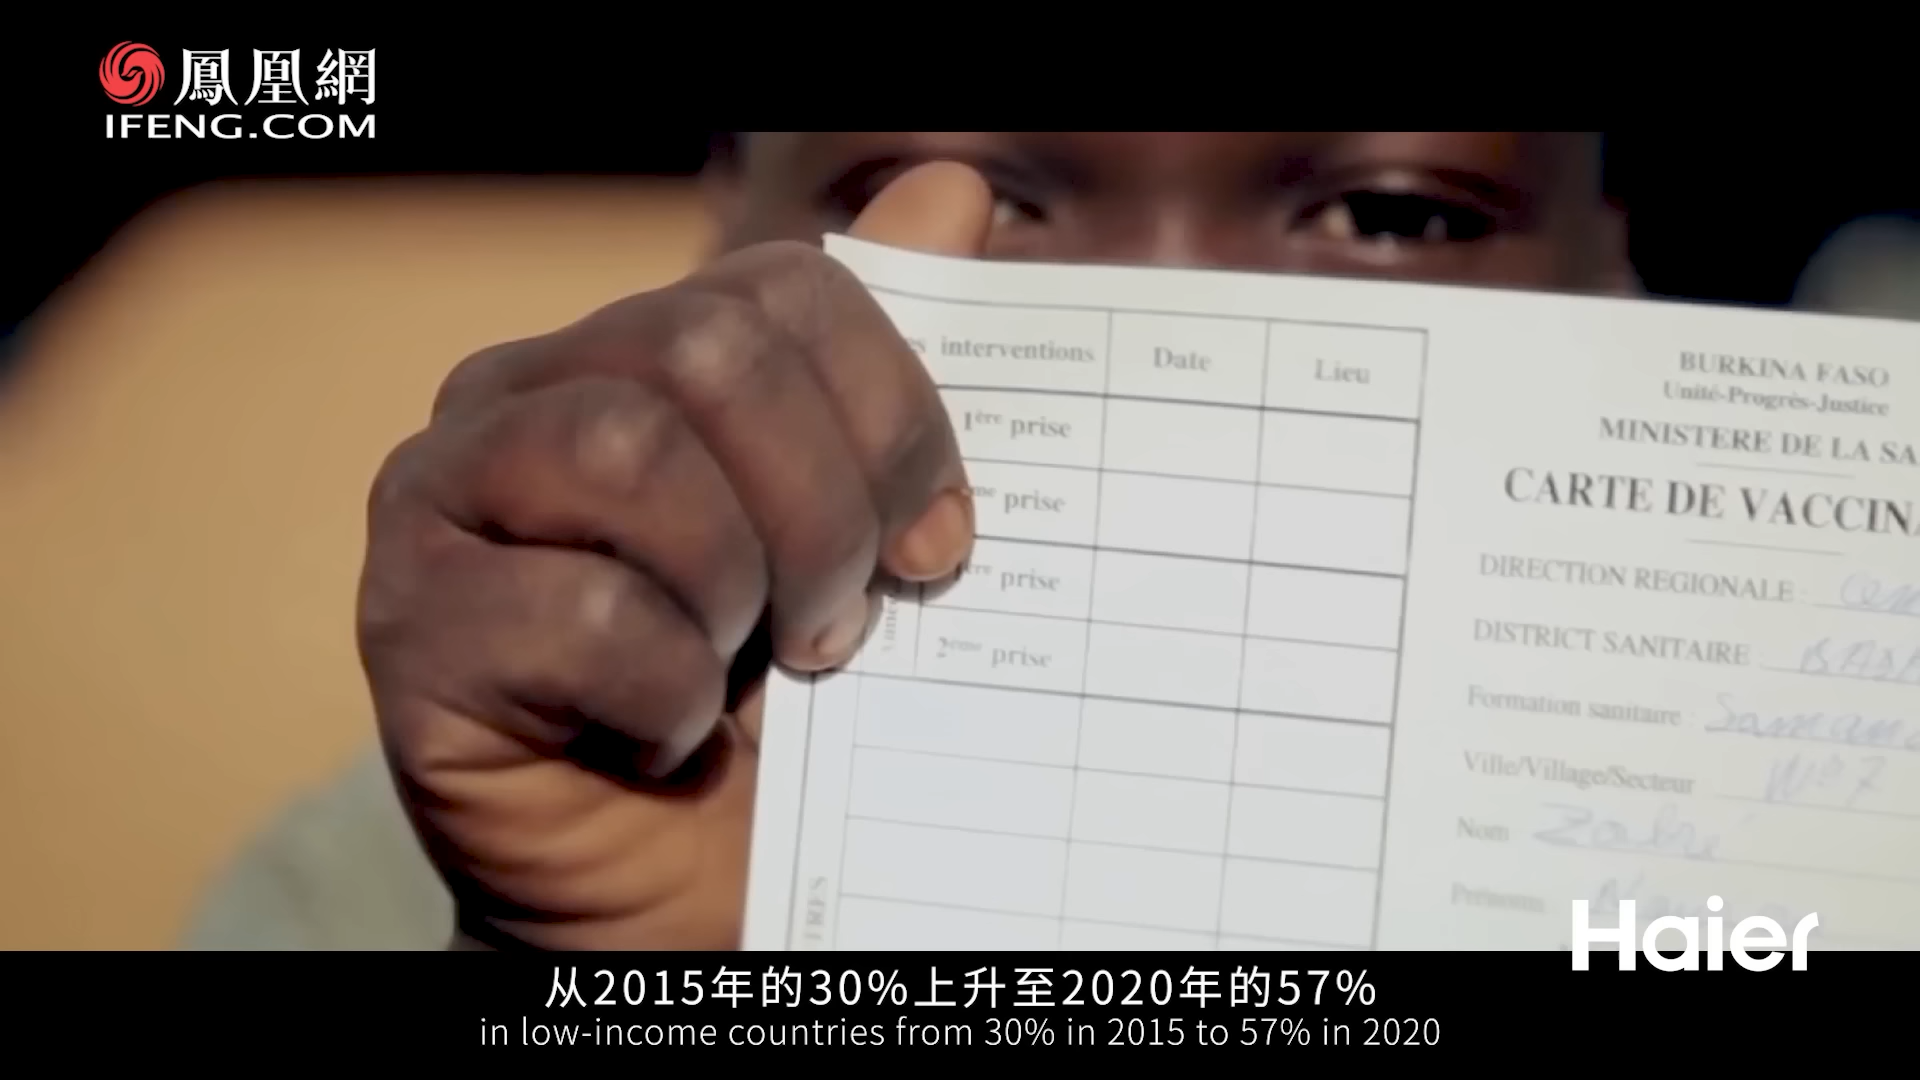 鳳凰網
IFENG.COM
interventions
Date
Lieu
1ère prise
prise
prise
2ème prise
BURKINA FASO
Unité-Progrès-Justice
MINISTERE DE LA SA
CARTE DE VACCINA
DIRECTION REGIONALE :
DISTRICT SANITAIRE :
Formation sanitaire :
Ville/Village/Secteur
Nom Zabré
Prénoms
Haier
从2015年的30%上升至2020年的57%
in low-income countries from 30% in 2015 to 57% in 2020